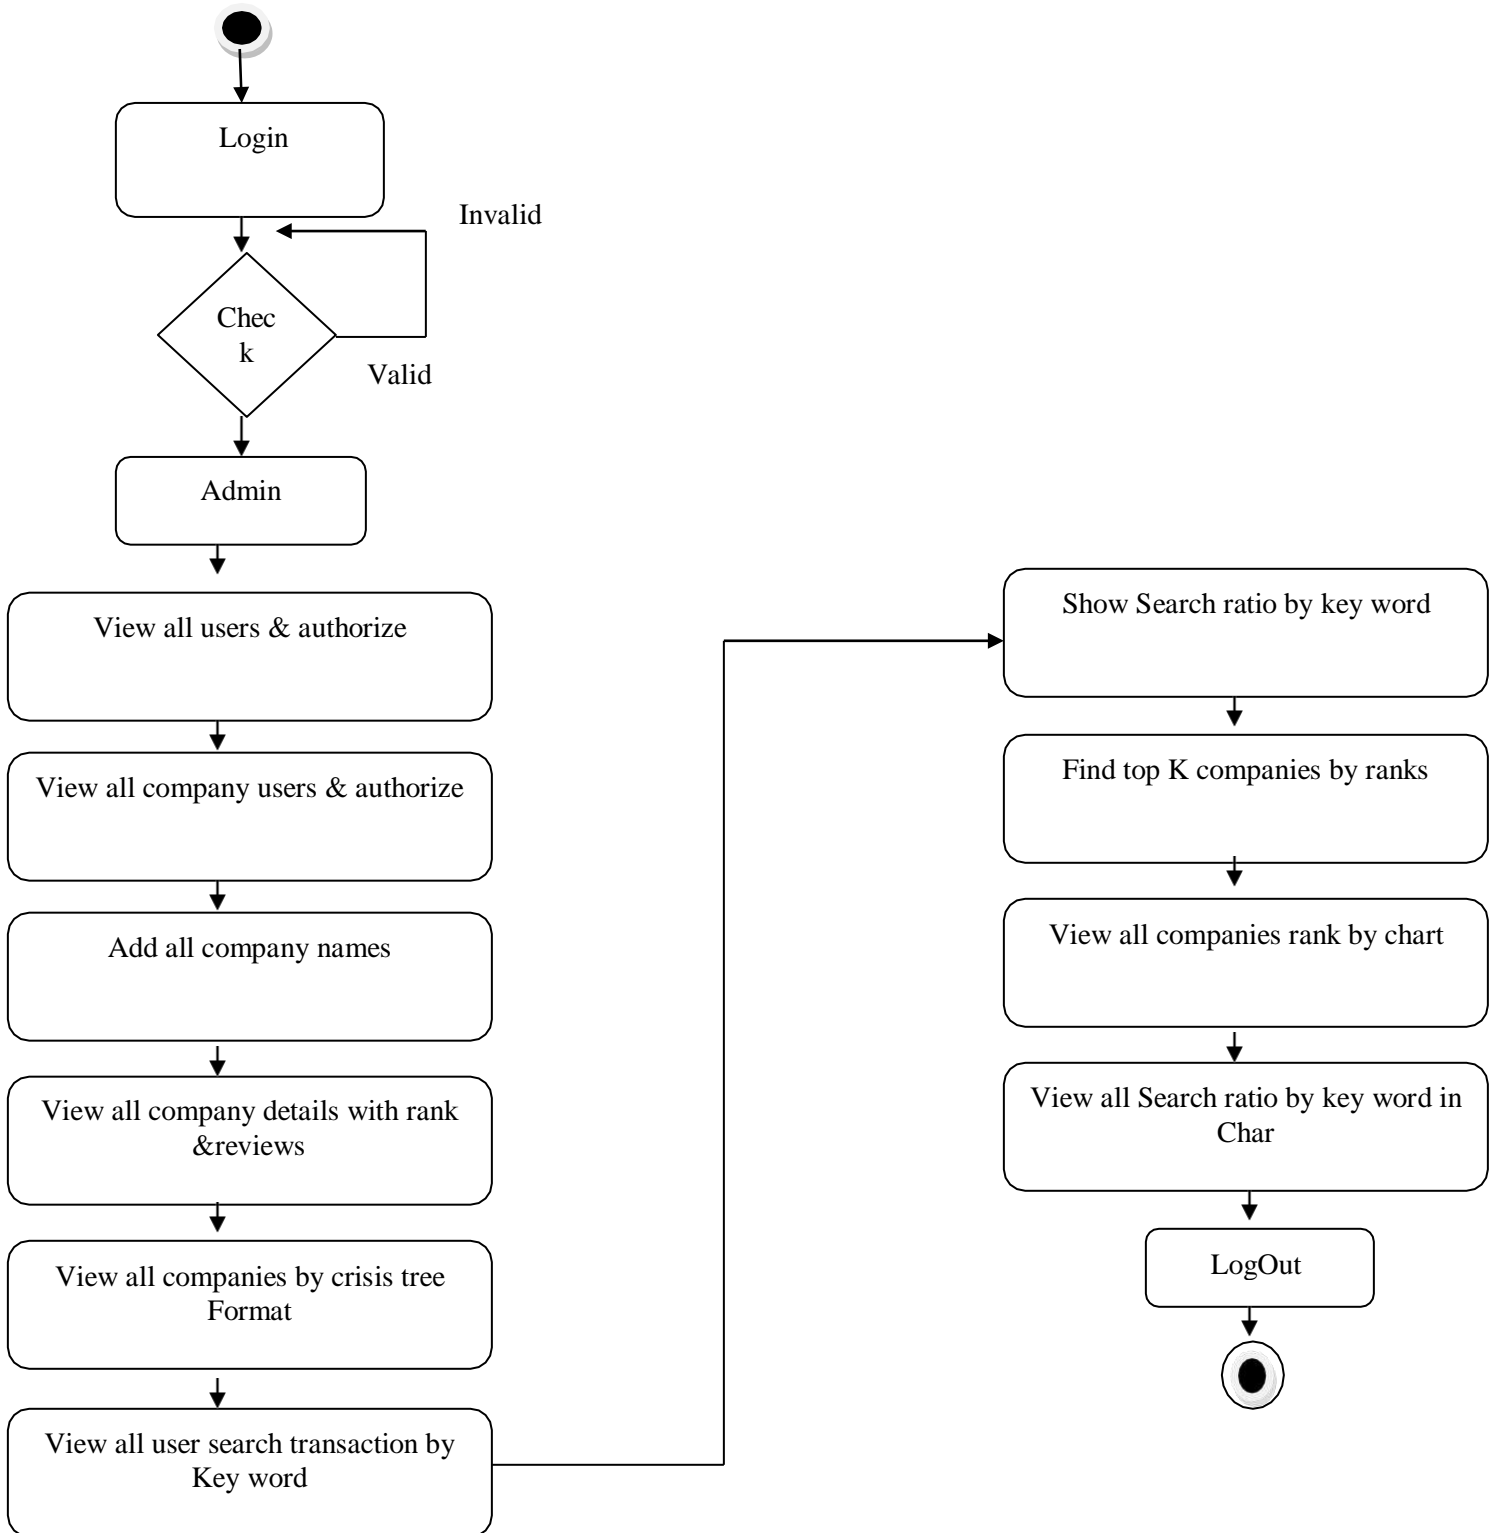 Login
Invalid
Chec
k
Valid
Admin
View all users & authorize
View all company users & authorize
Add all company names
View all company details with rank
&reviews
View all companies by crisis tree
Format
View all user search transaction by
Key word
Show Search ratio by key word
Find top K companies by ranks
View all companies rank by chart
View all Search ratio by key word in
Char
LogOut